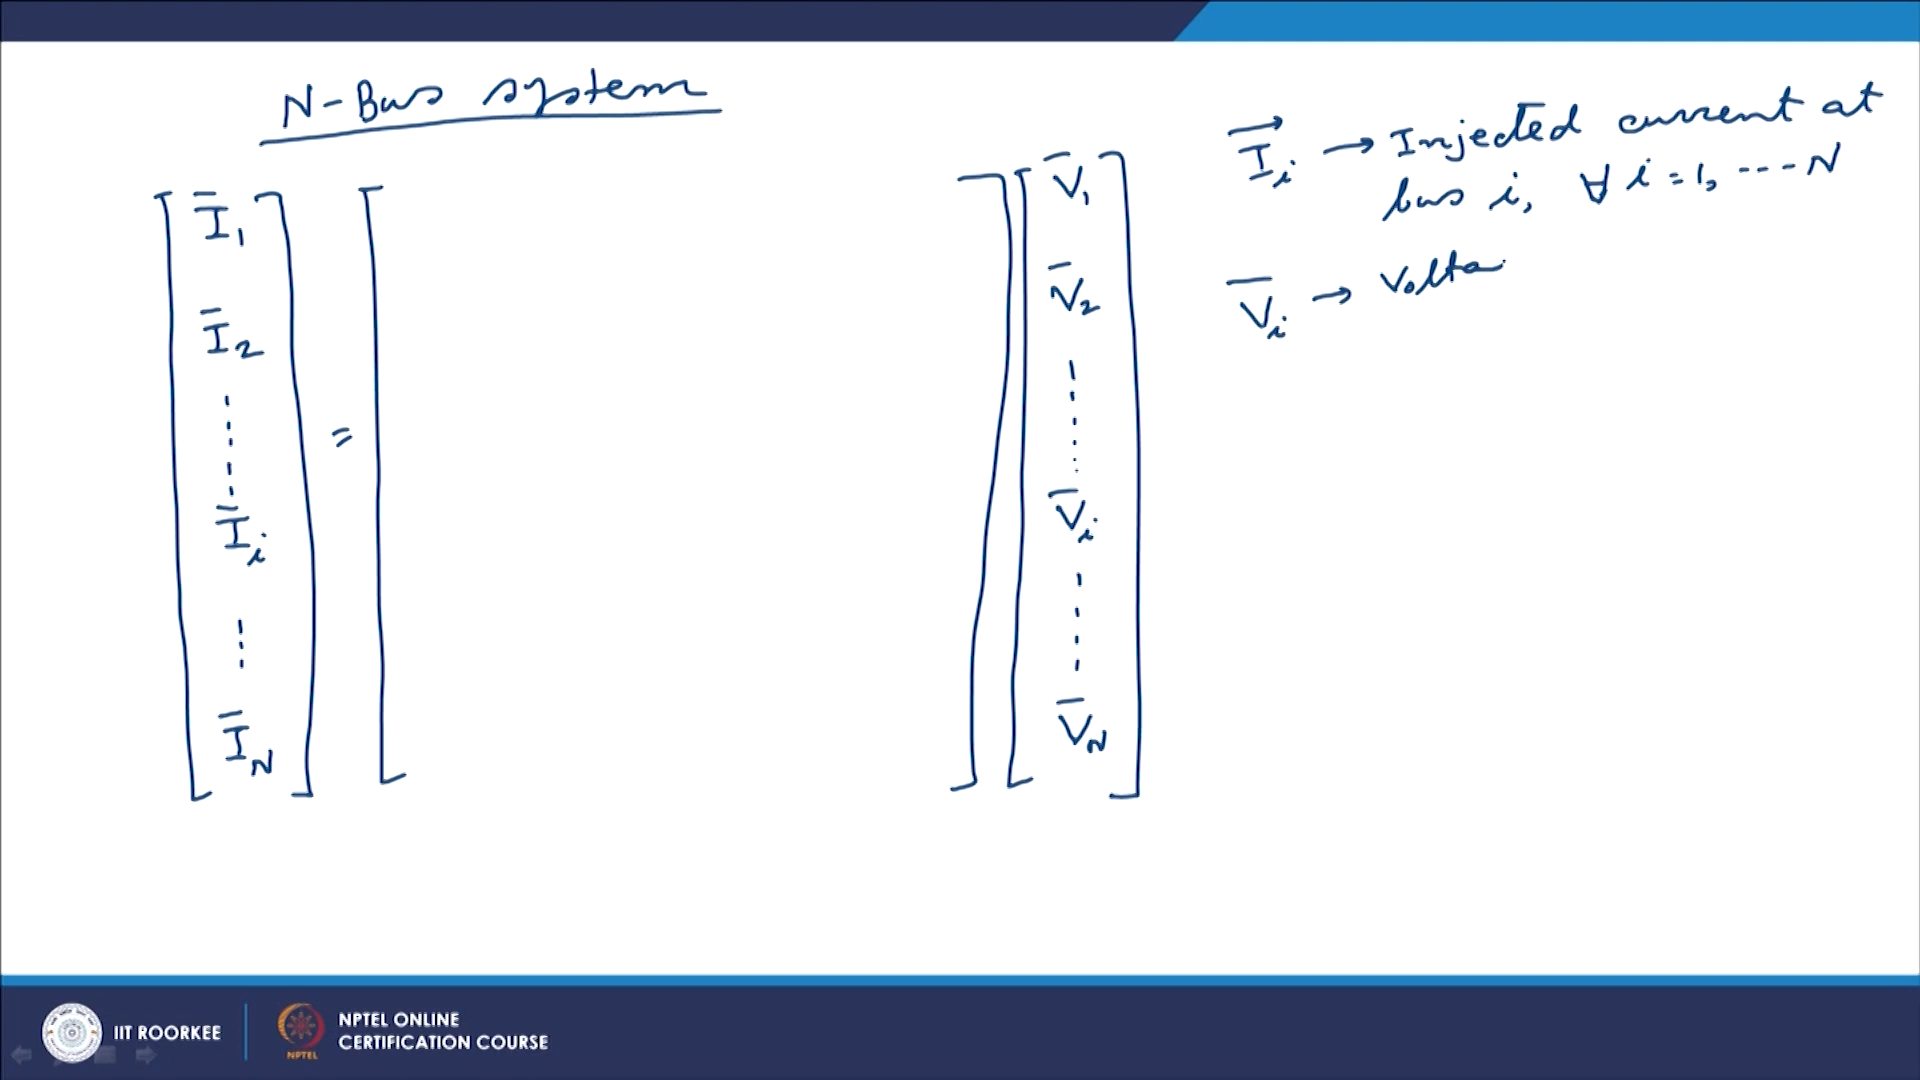 N-Bus system
[Ī₁ Ī₂ ⋮ Īᵢ ⋮ Ī_N] = [ ] [V̄₁ V̄₂ ⋮ V̄ᵢ ⋮ V̄_N]
I⃗ᵢ → Injected current at
bus i, ∀ i = 1, ---- N
V̄ᵢ → Volta
IIT ROORKEE
NPTEL
NPTEL ONLINE
CERTIFICATION COURSE